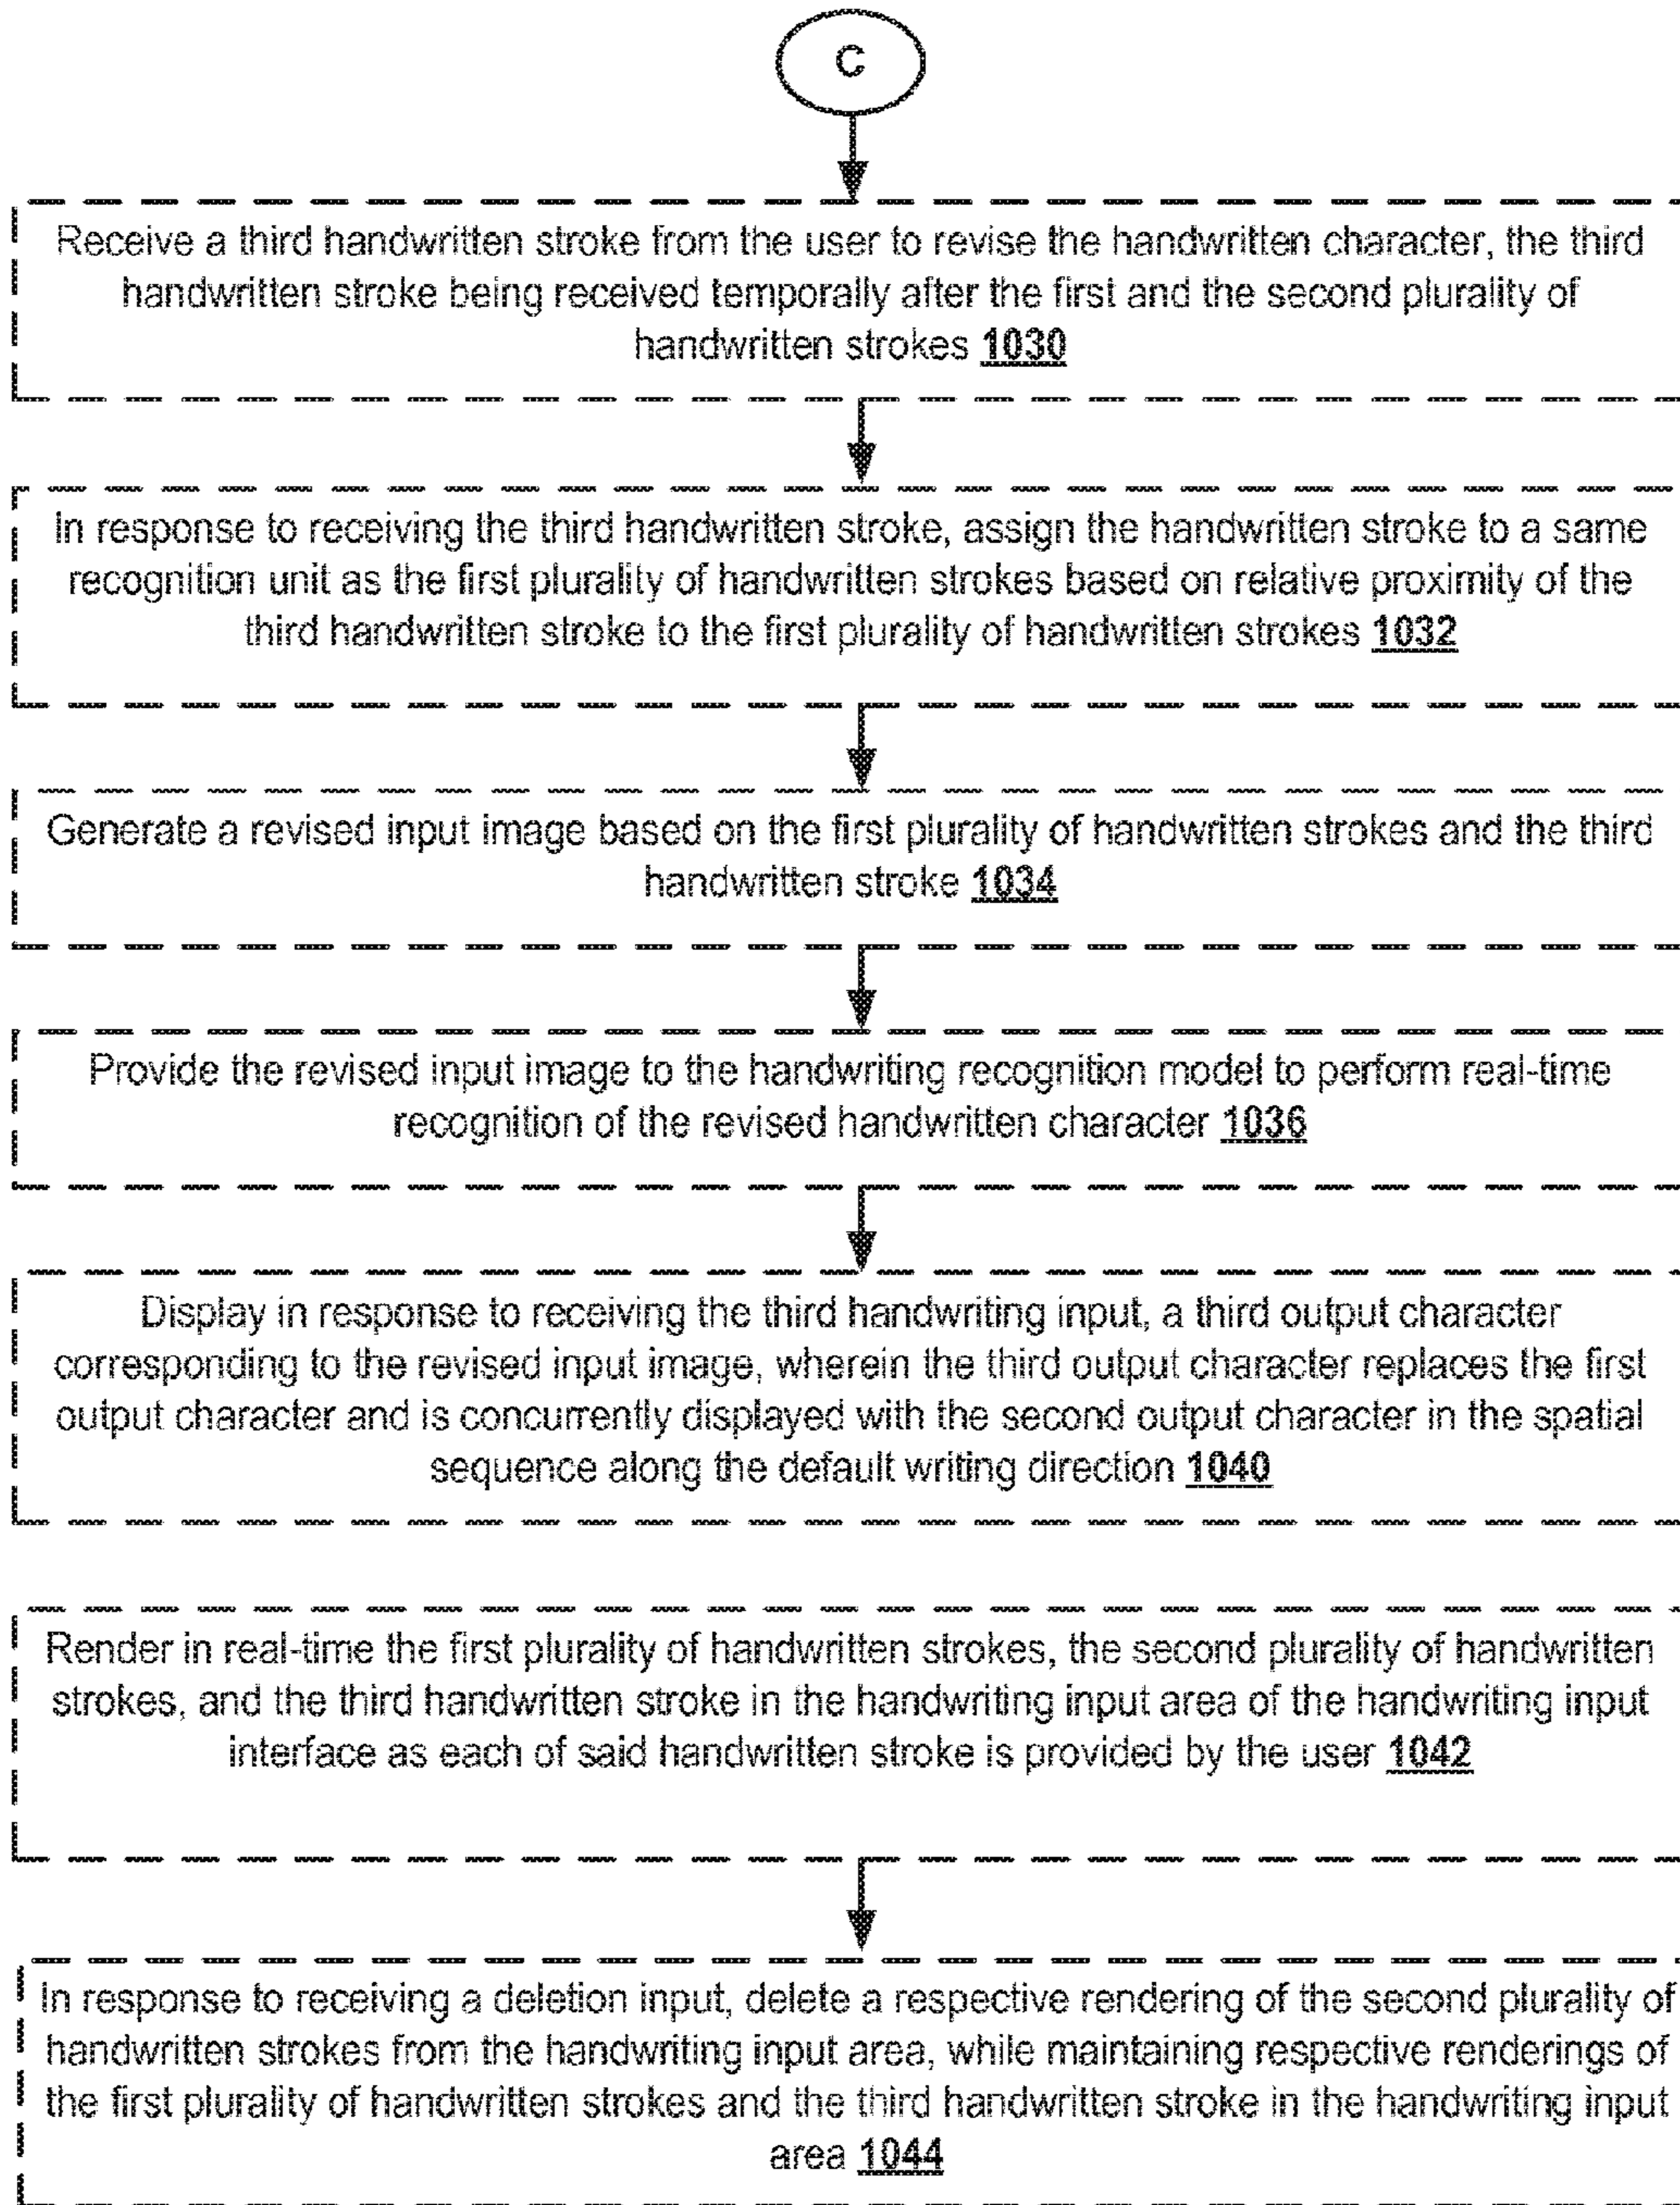 C
Receive a third handwritten stroke from the user to revise the handwritten character, the third
handwritten stroke being received temporally after the first and the second plurality of
handwritten strokes 1030
In response to receiving the third handwritten stroke, assign the handwritten stroke to a same
recognition unit as the first plurality of handwritten strokes based on relative proximity of the
third handwritten stroke to the first plurality of handwritten strokes 1032
Generate a revised input image based on the first plurality of handwritten strokes and the third
handwritten stroke 1034
Provide the revised input image to the handwriting recognition model to perform real-time
recognition of the revised handwritten character 1036
Display in response to receiving the third handwriting input, a third output character
corresponding to the revised input image, wherein the third output character replaces the first
output character and is concurrently displayed with the second output character in the spatial
sequence along the default writing direction 1040
Render in real-time the first plurality of handwritten strokes, the second plurality of handwritten
strokes, and the third handwritten stroke in the handwriting input area of the handwriting input
interface as each of said handwritten stroke is provided by the user 1042
In response to receiving a deletion input, delete a respective rendering of the second plurality of
handwritten strokes from the handwriting input area, while maintaining respective renderings of
the first plurality of handwritten strokes and the third handwritten stroke in the handwriting input
area 1044